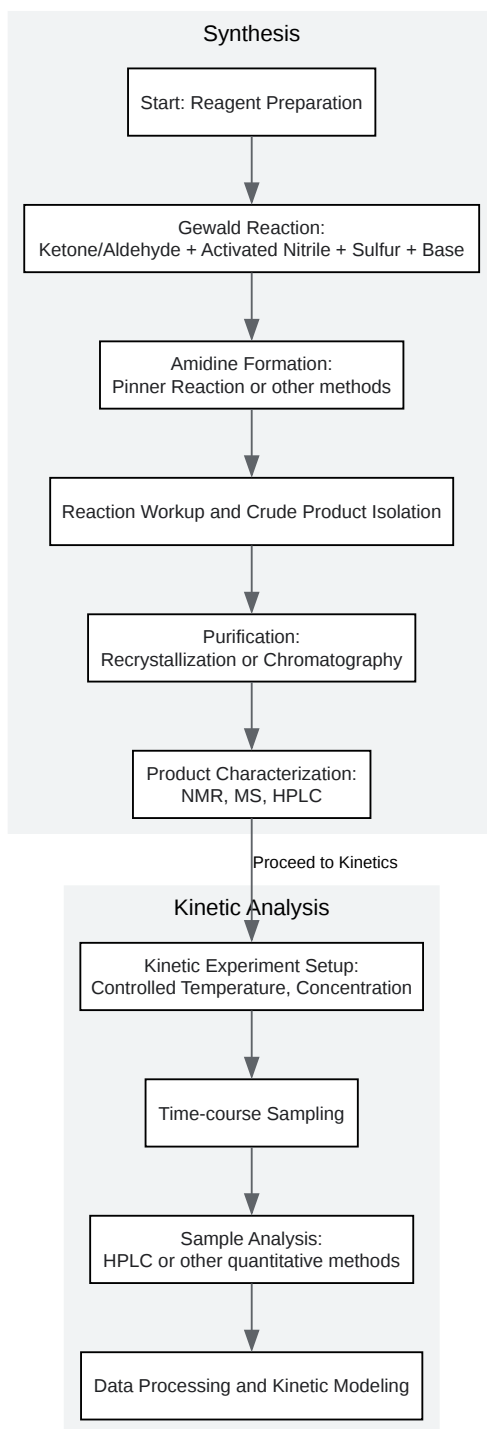 Synthesis
Start: Reagent Preparation
Gewald Reaction:
Ketone/Aldehyde + Activated Nitrile + Sulfur + Base
Amidine Formation:
Pinner Reaction or other methods
Reaction Workup and Crude Product Isolation
Purification:
Recrystallization or Chromatography
Product Characterization:
NMR, MS, HPLC
Proceed to Kinetics
Kinetic Analysis
Kinetic Experiment Setup:
Controlled Temperature, Concentration
Time-course Sampling
Sample Analysis:
HPLC or other quantitative methods
Data Processing and Kinetic Modeling